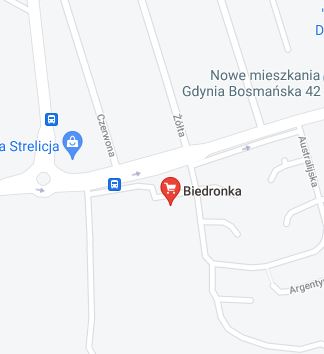 D
Nowe mieszkania
Gdynia Bosmańska 42
Żółta
Czerwona
a Strelicja
Australijska
Biedronka
Argenty